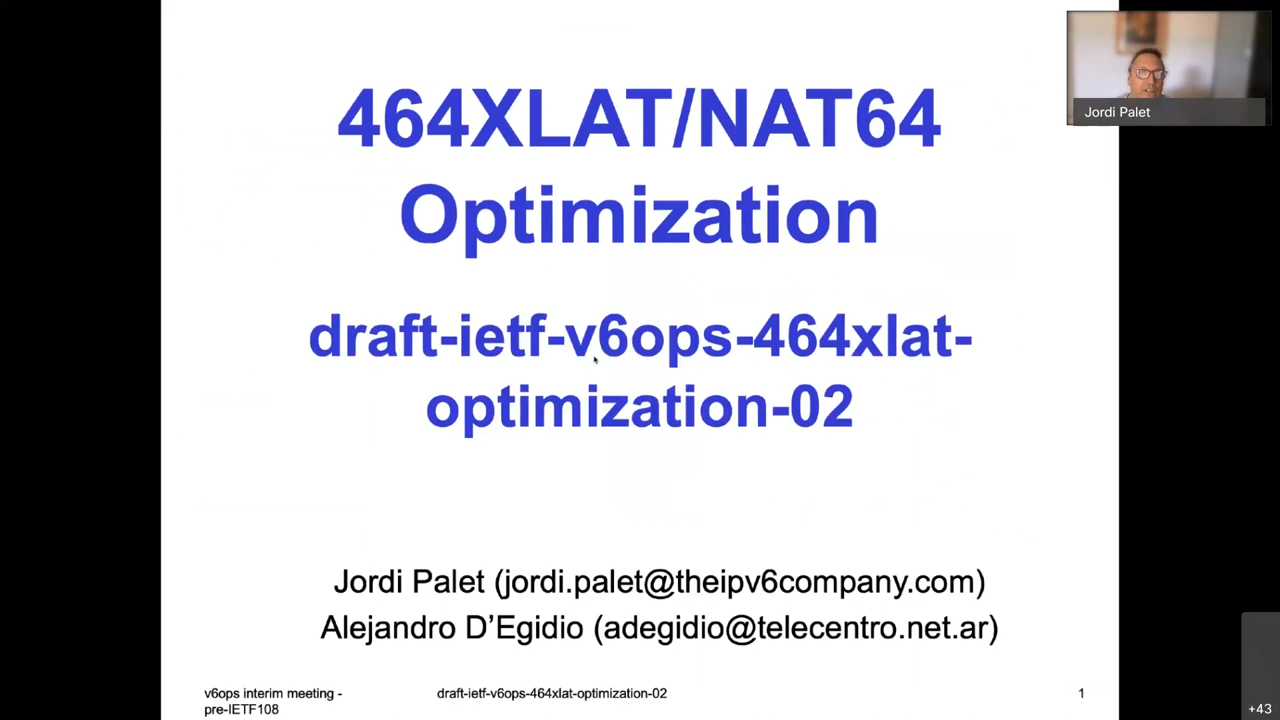 464XLAT/NAT64
Optimization
draft-ietf-v6ops-464xlat-
optimization-02
Jordi Palet (jordi.palet@theipv6company.com)
Alejandro D’Egidio (adegidio@telecentro.net.ar)
v6ops interim meeting -
pre-IETF108
draft-ietf-v6ops-464xlat-optimization-02
1
Jordi Palet
+43